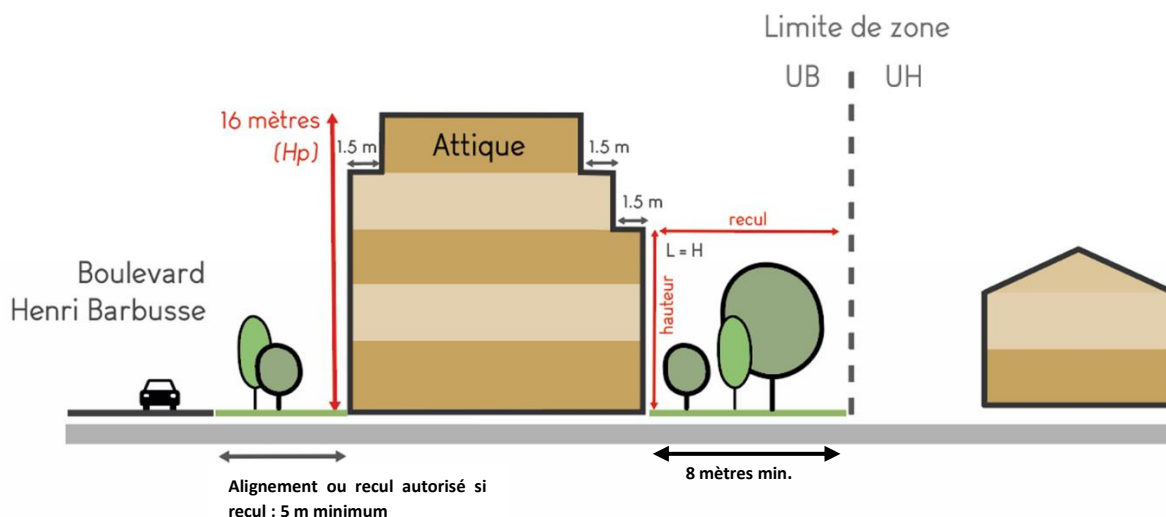 Limite de zone
UB UH
16 mètres
(Hp)
1.5 m
Attique
1.5 m
1.5 m
recul
L = H
hauteur
Boulevard
Henri Barbusse
8 mètres min.
Alignement ou recul autorisé si
recul : 5 m minimum